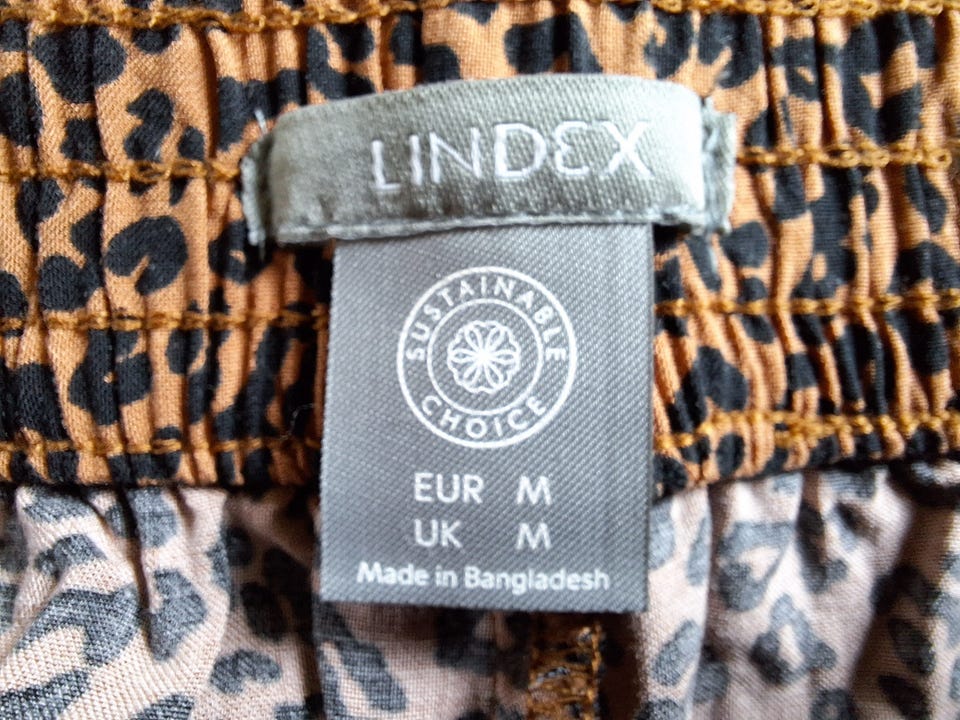 LINDEX
SUSTAINABLE
CHOICE
EUR M
UK M
Made in Bangladesh